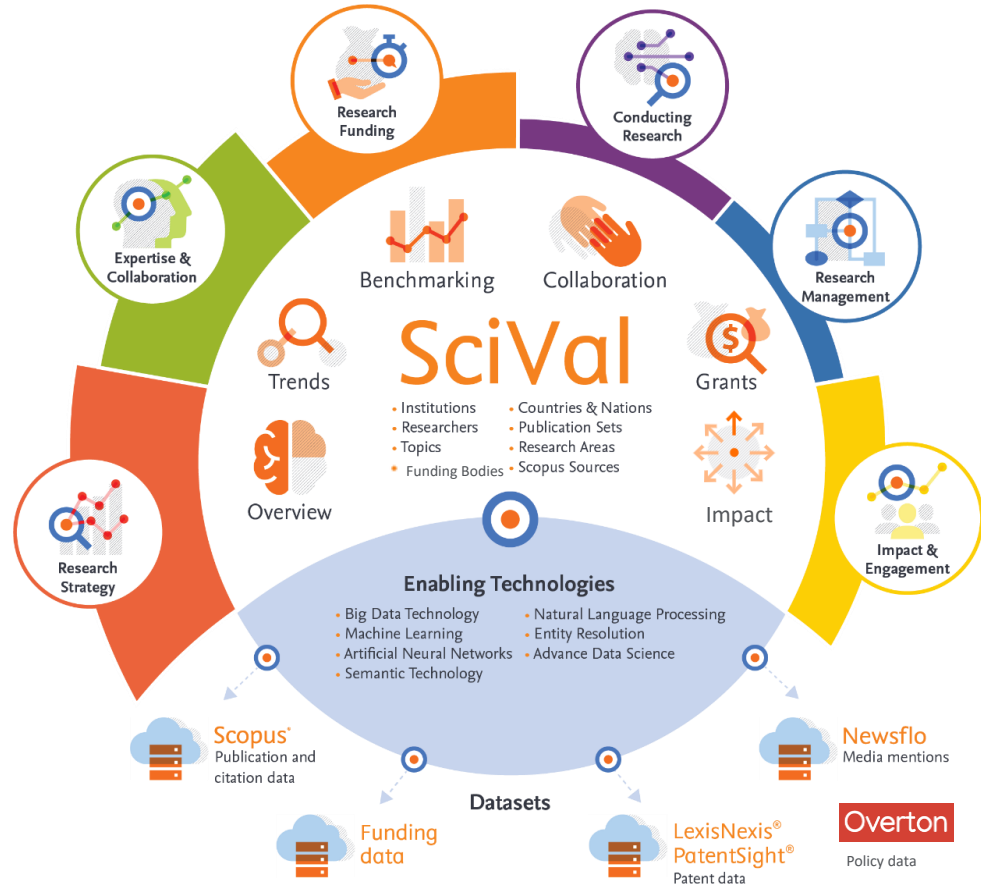 Research
Funding
Conducting
Research
Expertise &
Collaboration
Research
Management
Benchmarking
Collaboration
SciVal
Trends
Grants
• Institutions
• Researchers
• Topics
* Funding Bodies
• Countries & Nations
• Publication Sets
• Research Areas
• Scopus Sources
Overview
Impact
$
Research
Strategy
Impact &
Engagement
Enabling Technologies
• Big Data Technology
• Machine Learning
• Artificial Neural Networks
• Semantic Technology
• Natural Language Processing
• Entity Resolution
• Advance Data Science
Scopus®
Publication and
citation data
Newsflo
Media mentions
Datasets
Funding
data
LexisNexis®
PatentSight®
Patent data
Overton
Policy data